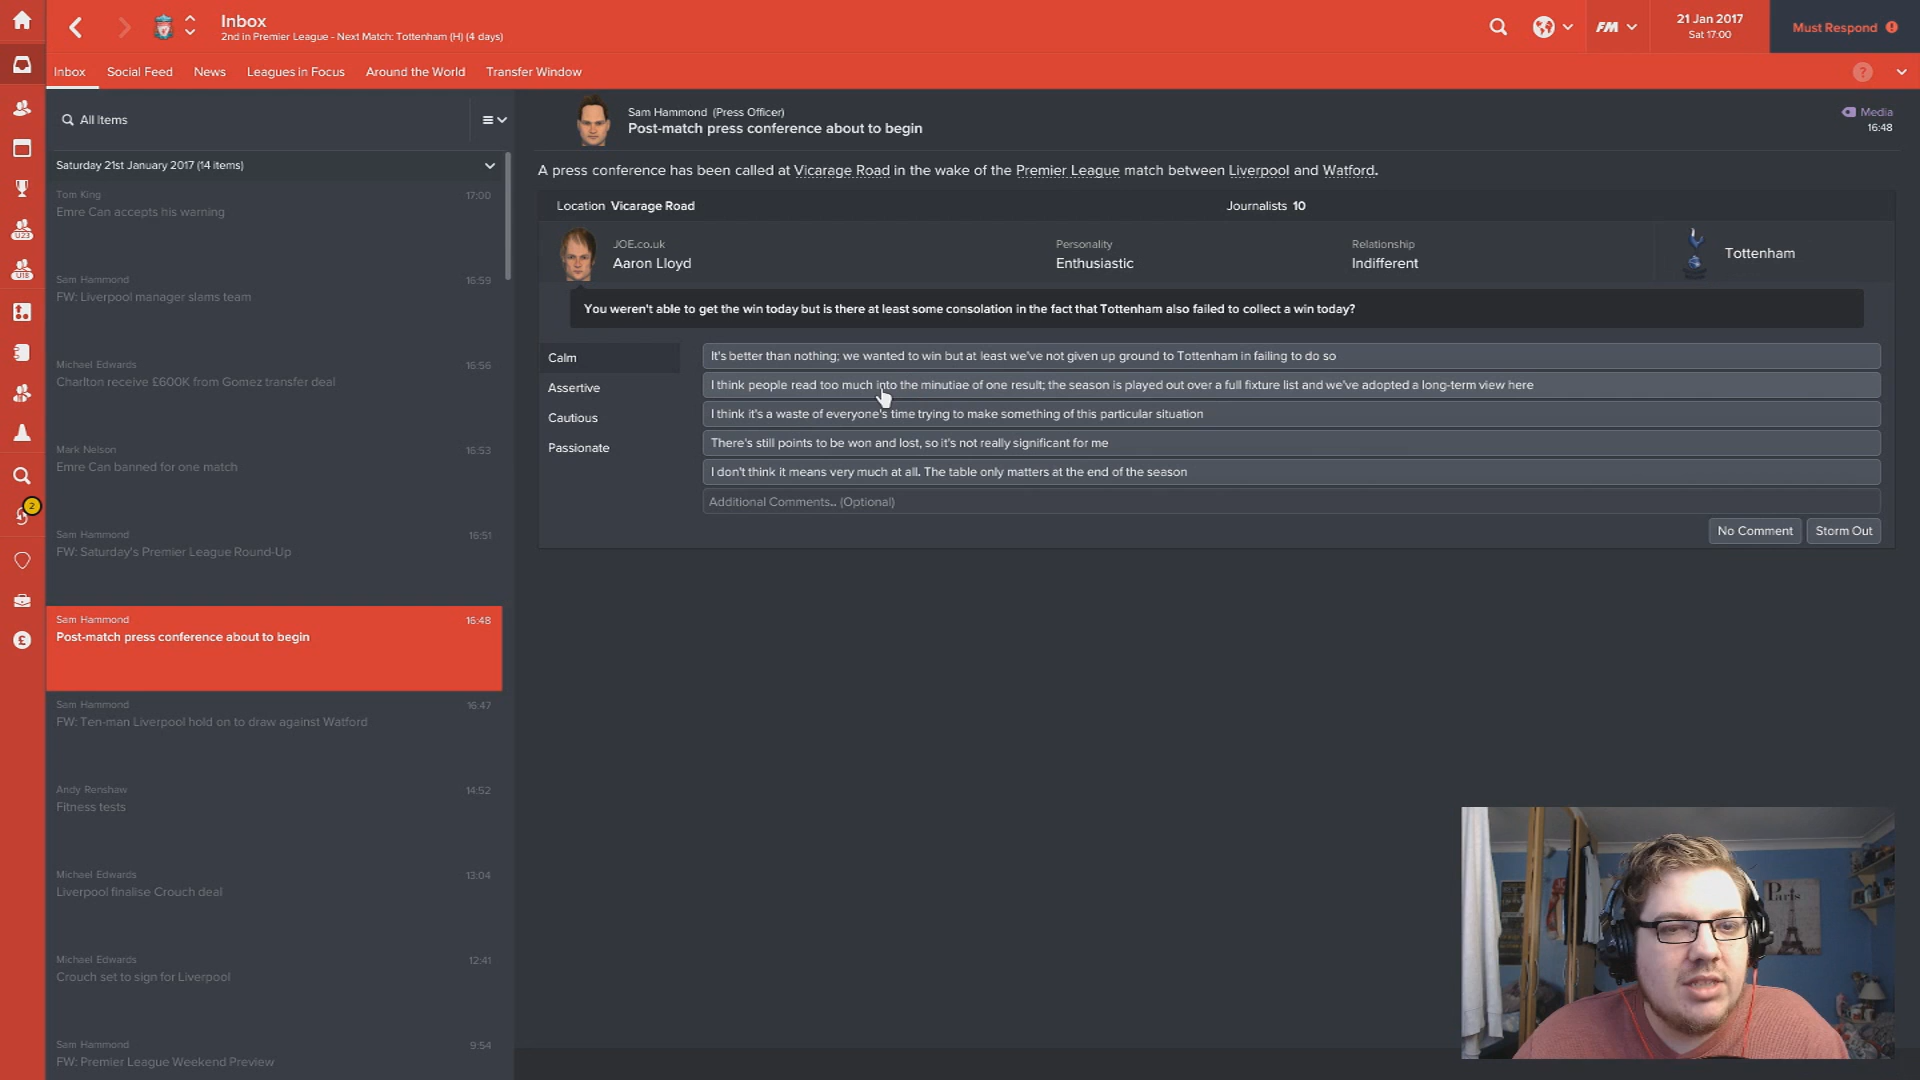 Inbox
2nd in Premier League - Next Match: Tottenham (H) (4 days)
FM
21 Jan 2017
Sat 17:00
Must Respond
Inbox
Social Feed
News
Leagues in Focus
Around the World
Transfer Window
?
All Items
Saturday 21st January 2017 (14 items)
Tom King
17:00
Emre Can accepts his warning
Sam Hammond
16:59
FW: Liverpool manager slams team
Michael Edwards
16:56
Charlton receive £600K from Gomez transfer deal
Mark Nelson
16:53
Emre Can banned for one match
Sam Hammond
16:51
FW: Saturday's Premier League Round-Up
Sam Hammond
16:48
Post-match press conference about to begin
Sam Hammond
16:47
FW: Ten-man Liverpool hold on to draw against Watford
Andy Renshaw
14:52
Fitness tests
Michael Edwards
13:04
Liverpool finalise Crouch deal
Michael Edwards
12:41
Crouch set to sign for Liverpool
Sam Hammond
9:54
FW: Premier League Weekend Preview
U23
U18
2
£
Sam Hammond (Press Officer)
Post-match press conference about to begin
Media
16:48
A press conference has been called at Vicarage Road in the wake of the Premier League match between Liverpool and Watford.
Location Vicarage Road
Journalists 10
JOE.co.uk
Aaron Lloyd
Personality
Enthusiastic
Relationship
Indifferent
Tottenham
You weren't able to get the win today but is there at least some consolation in the fact that Tottenham also failed to collect a win today?
Calm
Assertive
Cautious
Passionate
It's better than nothing; we wanted to win but at least we've not given up ground to Tottenham in failing to do so
I think people read too much into the minutiae of one result; the season is played out over a full fixture list and we've adopted a long-term view here
I think it's a waste of everyone's time trying to make something of this particular situation
There's still points to be won and lost, so it's not really significant for me
I don't think it means very much at all. The table only matters at the end of the season
Additional Comments.. (Optional)
No Comment
Storm Out
Paris